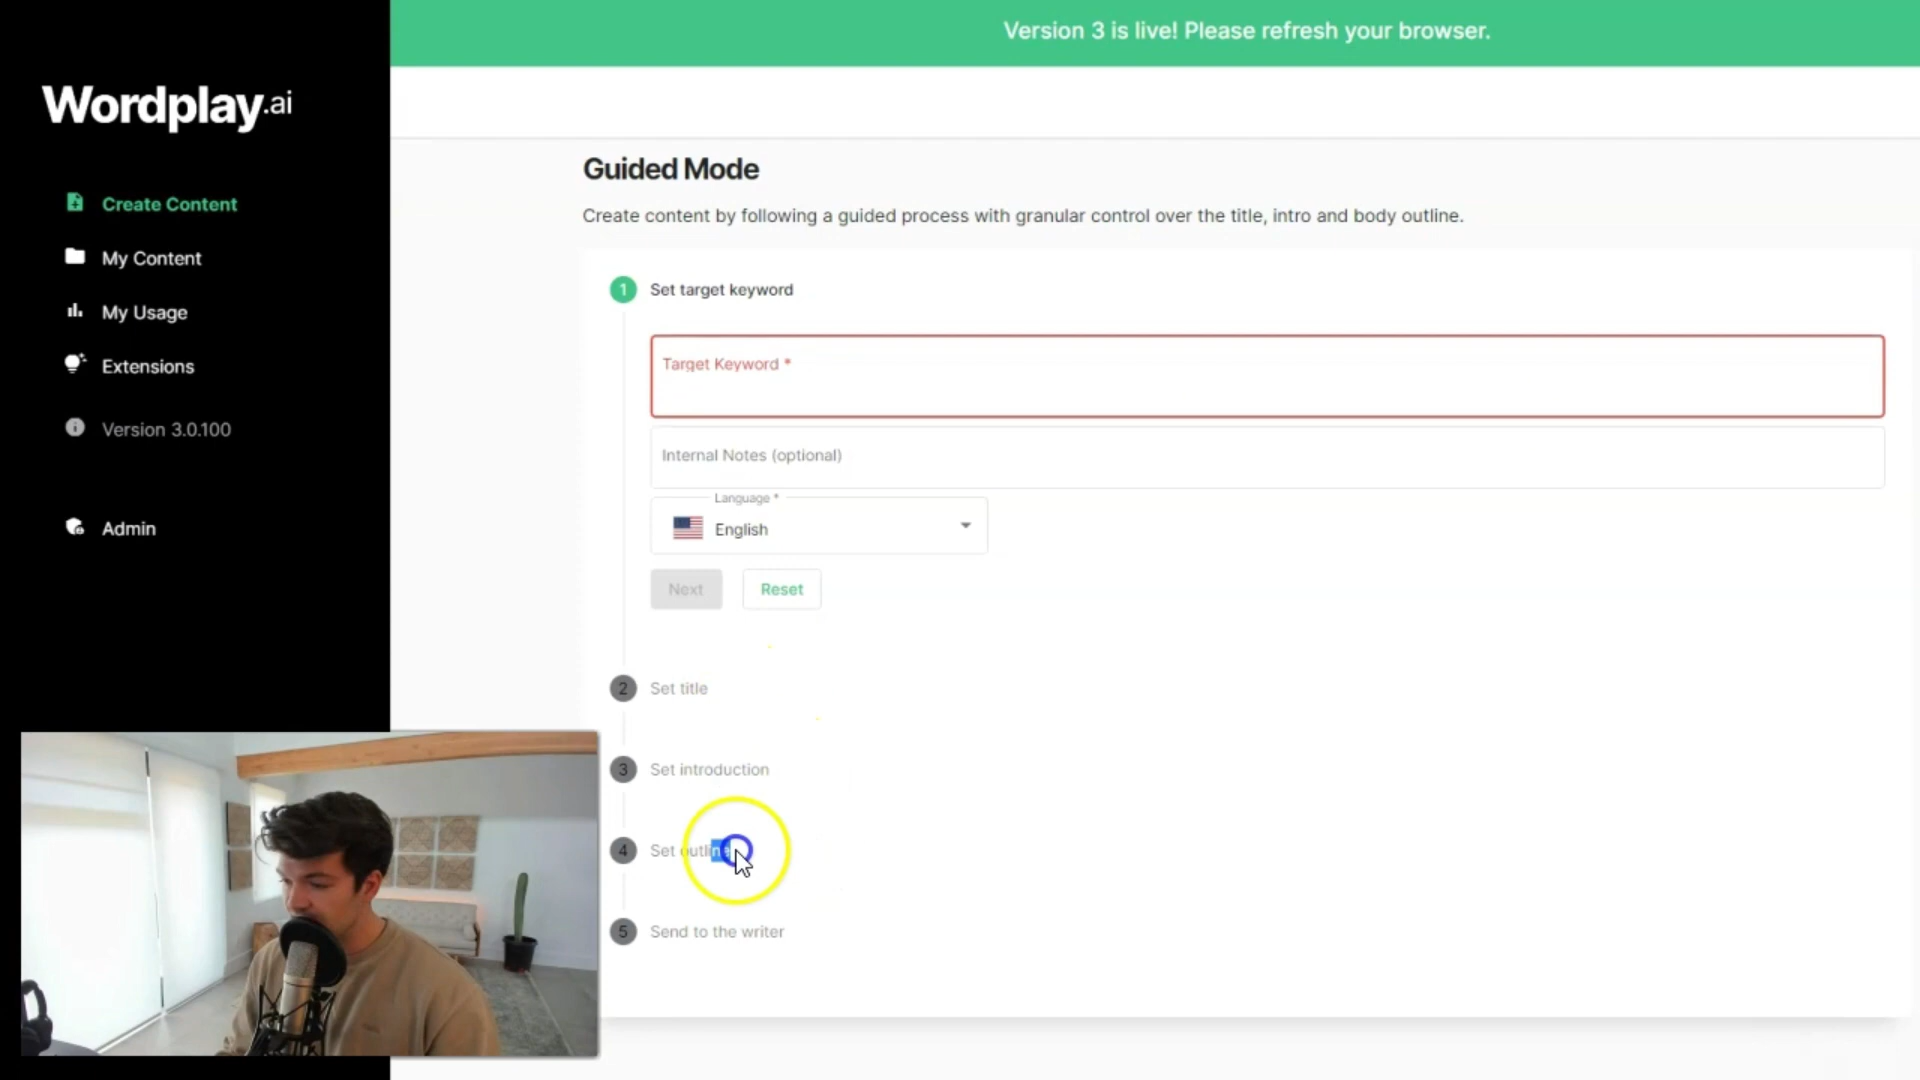 Version 3 is live! Please refresh your browser.
Wordplay.ai
Create Content
My Content
My Usage
Extensions
Version 3.0.100
Admin
Guided Mode
Create content by following a guided process with granular control over the title, intro and body outline.
1 Set target keyword
Target Keyword *
Internal Notes (optional)
Language *
English
Next Reset
2 Set title
3 Set introduction
4 Set outline
5 Send to the writer